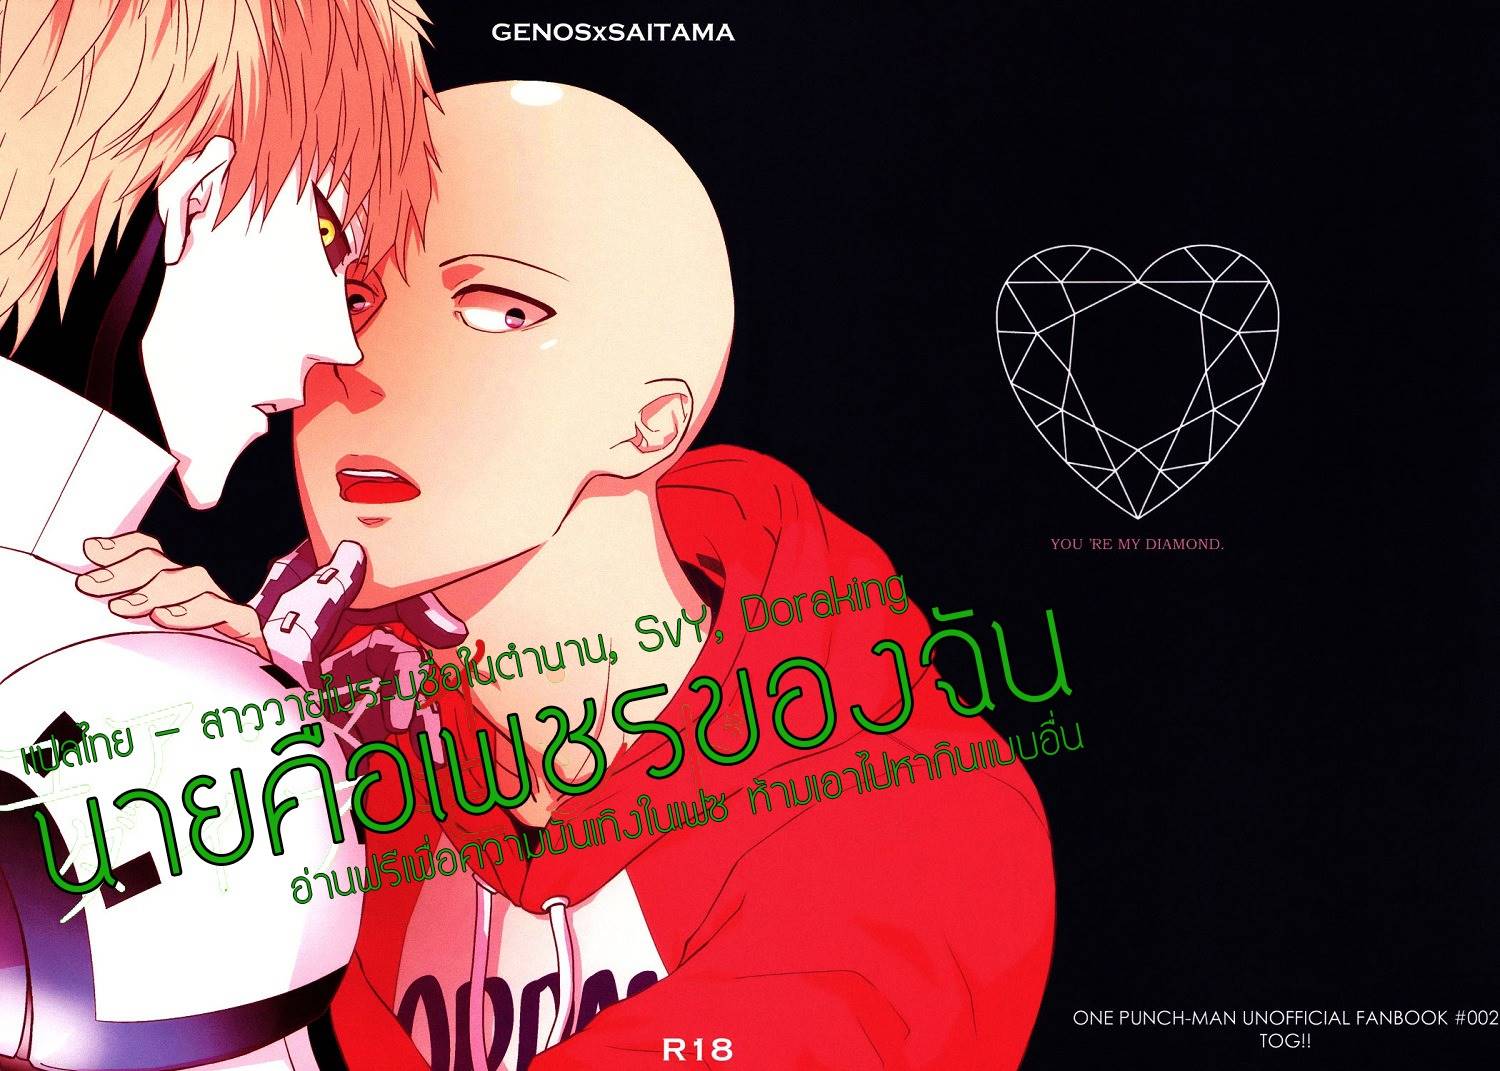 GENOSxSAITAMA
YOU 'RE MY DIAMOND.
แปลไทย – สาววายไม่ระบุชื่อในตำนาน, SvY, Doraking
นายคือเพชรของฉัน
อ่านฟรีเพื่อความบันเทิงในเฟซ ห้ามเอาไปหากินแบบอื่น
ONE PUNCH-MAN UNOFFICIAL FANBOOK #002
TOG!!
R18